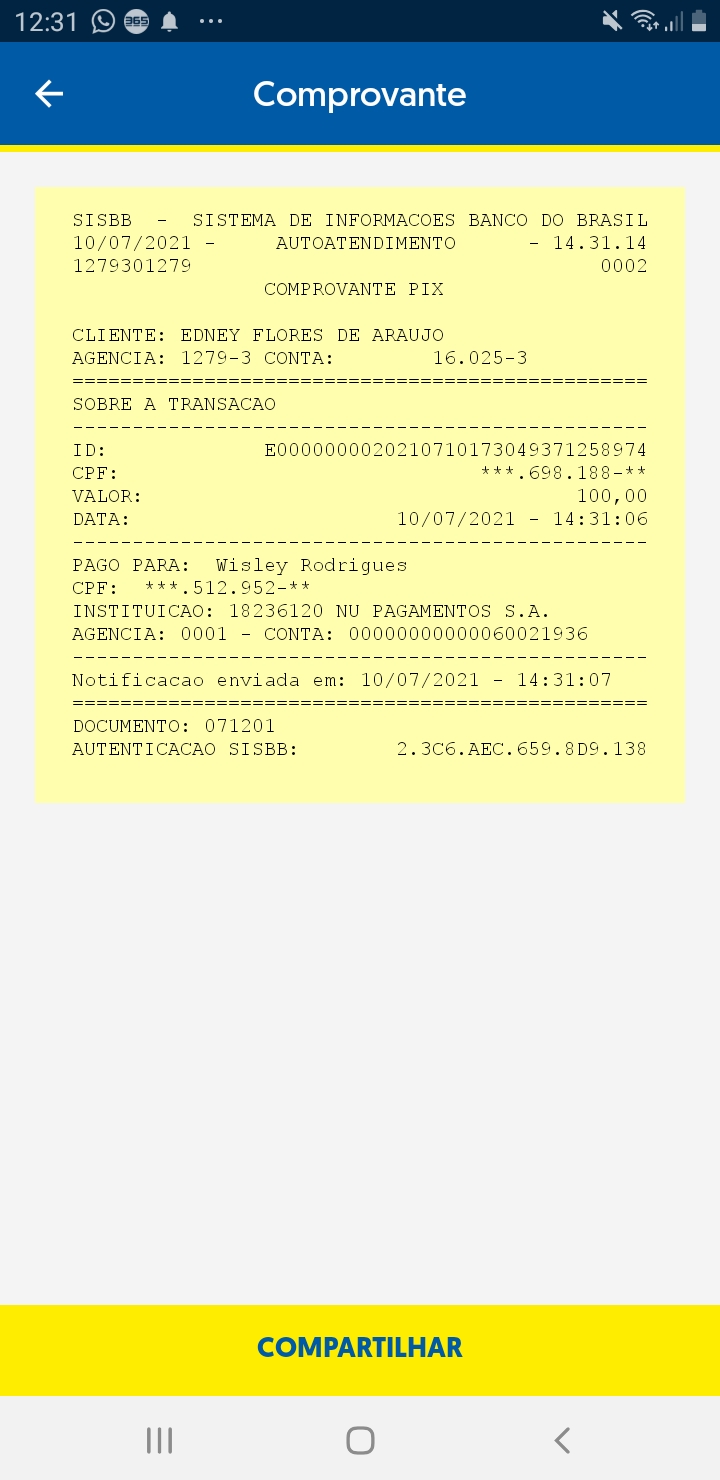 12:31
365
Comprovante
SISBB - SISTEMA DE INFORMACOES BANCO DO BRASIL
10/07/2021 - AUTOATENDIMENTO - 14.31.14
1279301279 0002
COMPROVANTE PIX
CLIENTE: EDNEY FLORES DE ARAUJO
AGENCIA: 1279-3 CONTA: 16.025-3
================================================
SOBRE A TRANSACAO
------------------------------------------------
ID: E0000000020210710173049371258974
CPF: ***.698.188-**
VALOR: 100,00
DATA: 10/07/2021 - 14:31:06
------------------------------------------------
PAGO PARA: Wisley Rodrigues
CPF: ***.512.952-**
INSTITUICAO: 18236120 NU PAGAMENTOS S.A.
AGENCIA: 0001 - CONTA: 00000000000060021936
------------------------------------------------
Notificacao enviada em: 10/07/2021 - 14:31:07
================================================
DOCUMENTO: 071201
AUTENTICACAO SISBB: 2.3C6.AEC.659.8D9.138
COMPARTILHAR